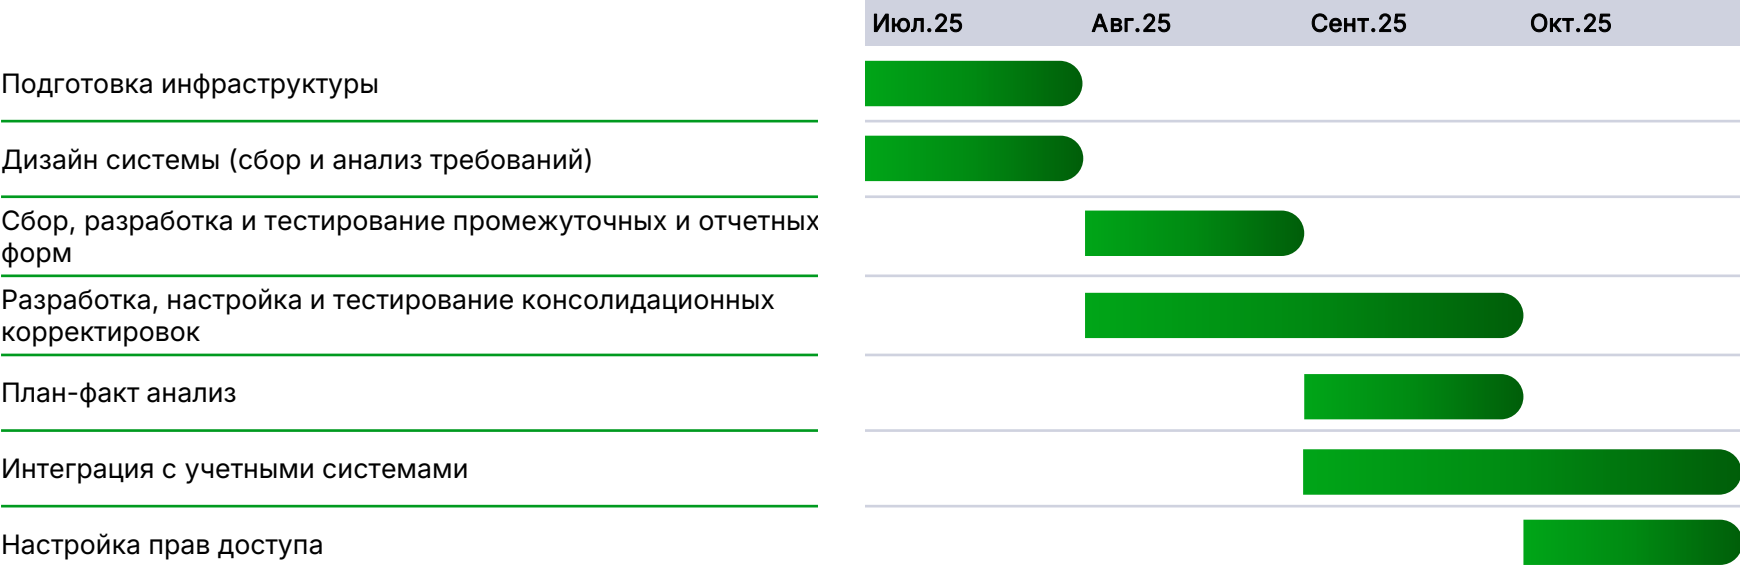 Июл.25 Авг.25 Сент.25 Окт.25
Подготовка инфраструктуры
Дизайн системы (сбор и анализ требований)
Сбор, разработка и тестирование промежуточных и отчетных
форм
Разработка, настройка и тестирование консолидационных
корректировок
План-факт анализ
Интеграция с учетными системами
Настройка прав доступа